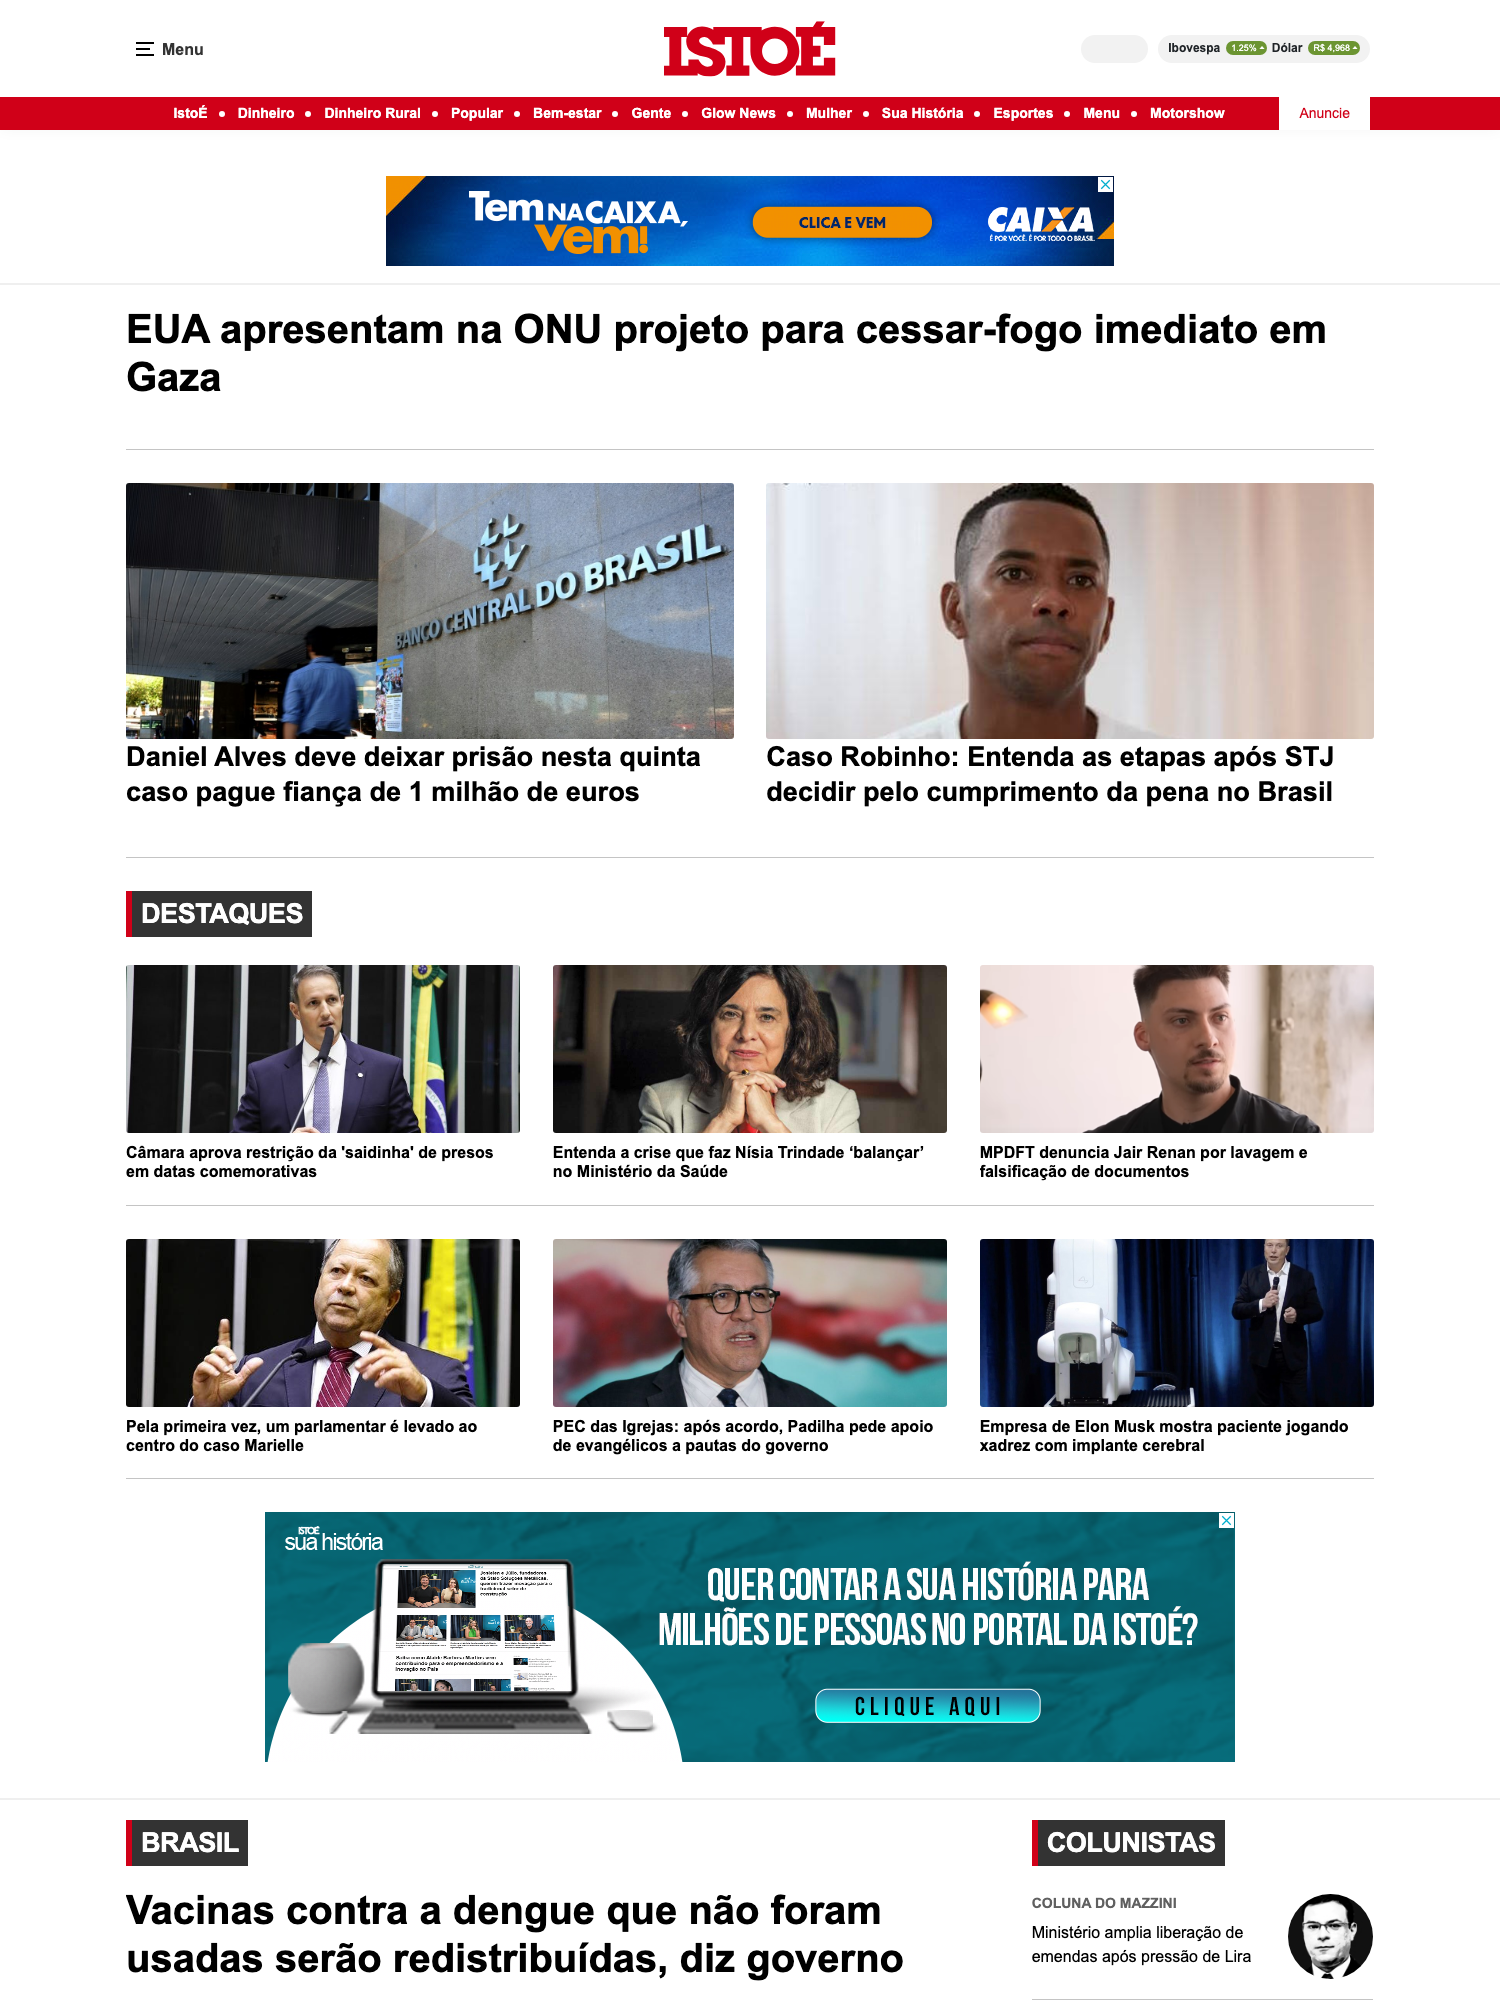 Menu
ISTOÉ
Ibovespa 1.25% Dólar R$ 4,968
IstoÉ • Dinheiro • Dinheiro Rural • Popular • Bem-estar • Gente • Glow News • Mulher • Sua História • Esportes • Menu • Motorshow
Anuncie
Tem NA CAIXA,
vem!
CLICA E VEM
CAIXA
É POR VOCÊ. É POR TODO O BRASIL.
EUA apresentam na ONU projeto para cessar-fogo imediato em
Gaza
BANCO CENTRAL DO BRASIL
Daniel Alves deve deixar prisão nesta quinta
caso pague fiança de 1 milhão de euros
Caso Robinho: Entenda as etapas após STJ
decidir pelo cumprimento da pena no Brasil
DESTAQUES
Câmara aprova restrição da 'saidinha' de presos
em datas comemorativas
Entenda a crise que faz Nísia Trindade ‘balançar’
no Ministério da Saúde
MPDFT denuncia Jair Renan por lavagem e
falsificação de documentos
Pela primeira vez, um parlamentar é levado ao
centro do caso Marielle
PEC das Igrejas: após acordo, Padilha pede apoio
de evangélicos a pautas do governo
Empresa de Elon Musk mostra paciente jogando
xadrez com implante cerebral
ISTOÉ
sua história
QUER CONTAR A SUA HISTÓRIA PARA
MILHÕES DE PESSOAS NO PORTAL DA ISTOÉ?
CLIQUE AQUI
BRASIL
Vacinas contra a dengue que não foram
usadas serão redistribuídas, diz governo
COLUNISTAS
COLUNA DO MAZZINI
Ministério amplia liberação de
emendas após pressão de Lira